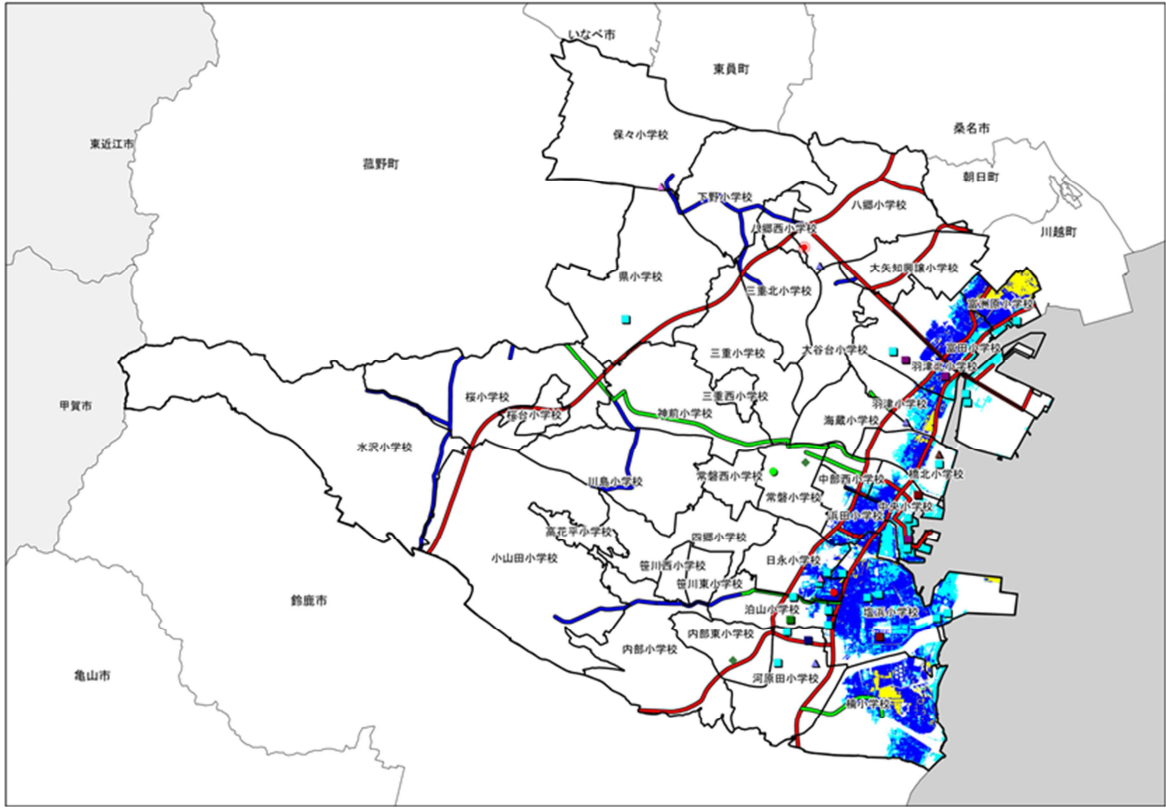 いなべ市
東員町
桑名市
東近江市
保々小学校
菰野町
朝日町
下野小学校
八郷小学校
八郷西小学校
川越町
大矢知興譲小学校
県小学校
三重北小学校
富洲原小学校
富田小学校
三重小学校
大谷台小学校
羽津北小学校
桜小学校
三重西小学校
甲賀市
桜台小学校
神前小学校
羽津小学校
海蔵小学校
水沢小学校
川島小学校
常磐西小学校
中部西小学校
橋北小学校
常磐小学校
中央小学校
浜田小学校
高花平小学校
四郷小学校
小山田小学校
日永小学校
笹川西小学校
笹川東小学校
鈴鹿市
泊山小学校
塩浜小学校
内部東小学校
内部小学校
亀山市
河原田小学校
楠小学校